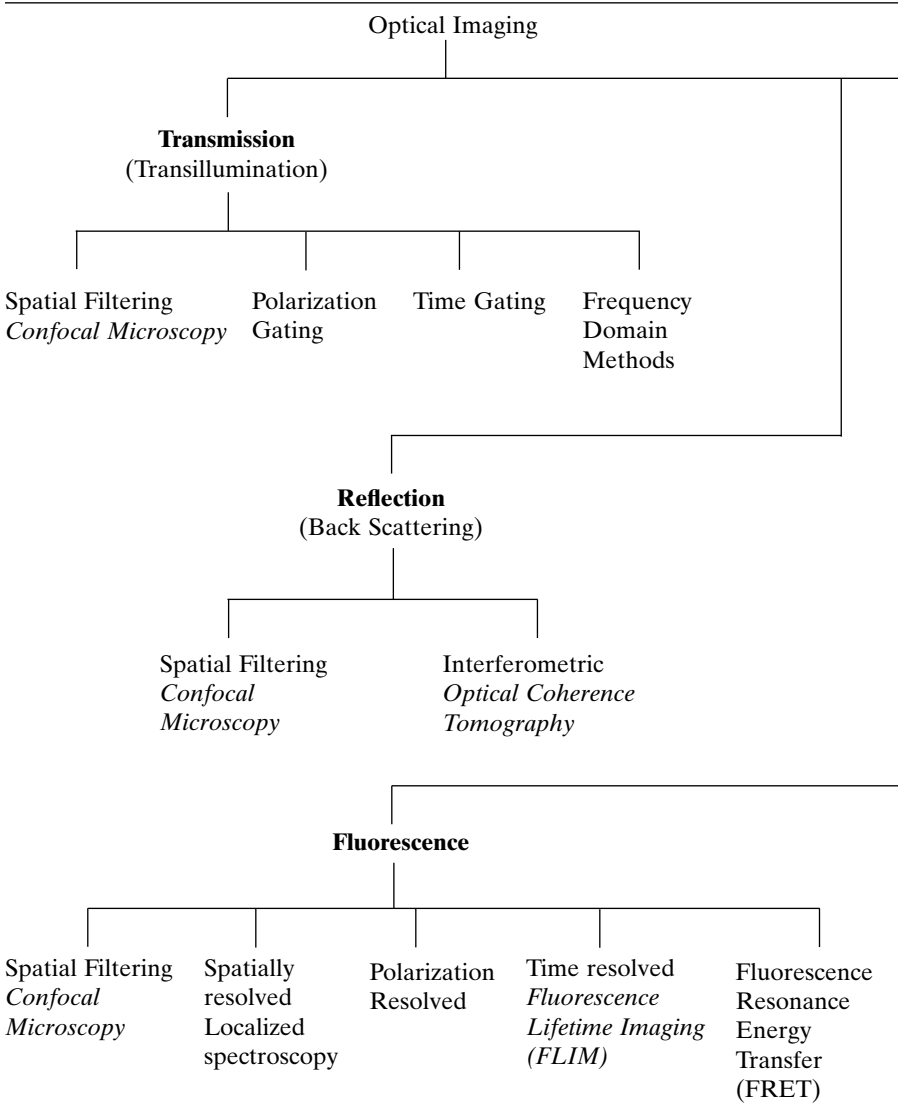 Optical Imaging
Transmission
(Transillumination)
Spatial Filtering
Confocal Microscopy
Polarization
Gating
Time Gating
Frequency
Domain
Methods
Reflection
(Back Scattering)
Spatial Filtering
Confocal
Microscopy
Interferometric
Optical Coherence
Tomography
Fluorescence
Spatial Filtering
Confocal
Microscopy
Spatially
resolved
Localized
spectroscopy
Polarization
Resolved
Time resolved
Fluorescence
Lifetime Imaging
(FLIM)
Fluorescence
Resonance
Energy
Transfer
(FRET)